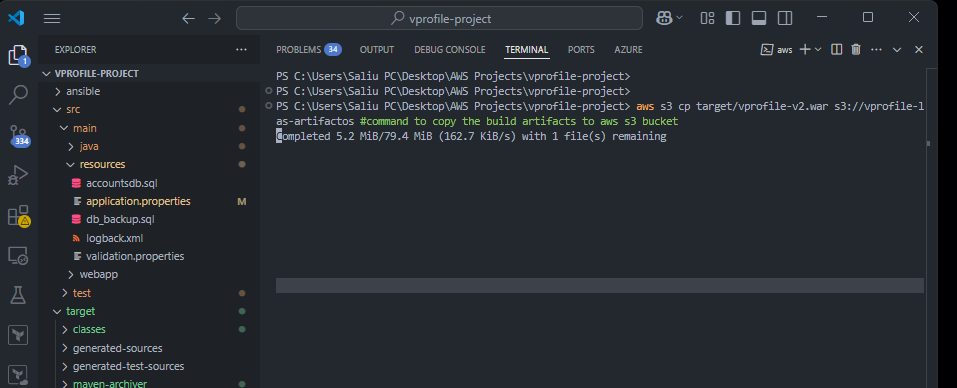 vprofile-project
EXPLORER
PROBLEMS 34 OUTPUT DEBUG CONSOLE TERMINAL PORTS AZURE
aws
VPROFILE-PROJECT
ansible
src
main
java
resources
accountsdb.sql
application.properties M
db_backup.sql
logback.xml
validation.properties
webapp
test
target
classes
generated-sources
generated-test-sources
maven-archiver
1
334
PS C:\Users\Saliu PC\Desktop\AWS Projects\vprofile-project>
PS C:\Users\Saliu PC\Desktop\AWS Projects\vprofile-project>
PS C:\Users\Saliu PC\Desktop\AWS Projects\vprofile-project> aws s3 cp target/vprofile-v2.war s3://vprofile-l
as-artifactos #command to copy the build artifacts to aws s3 bucket
Completed 5.2 MiB/79.4 MiB (162.7 KiB/s) with 1 file(s) remaining